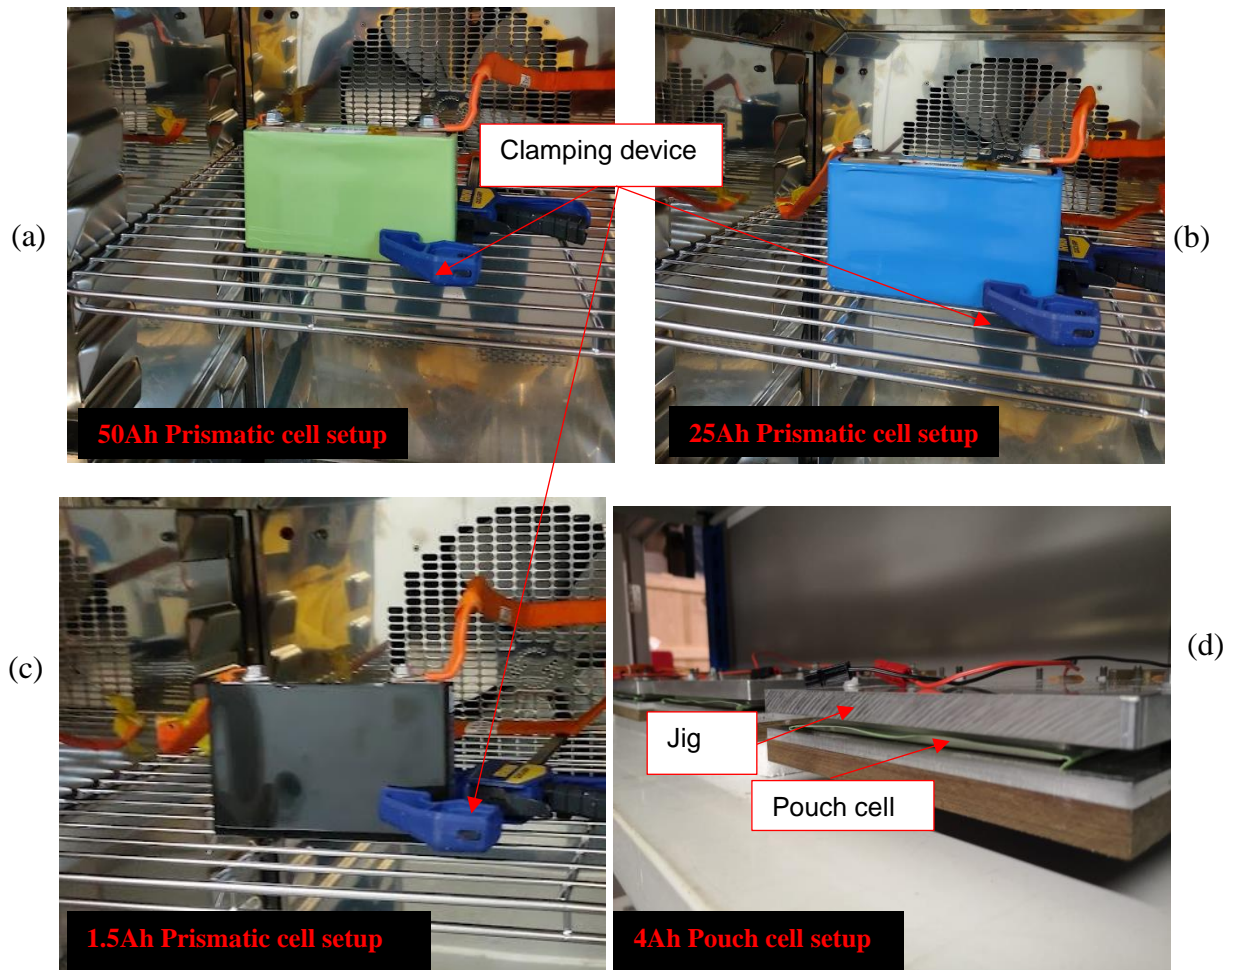 Clamping device
(a)
(b)
50Ah Prismatic cell setup
25Ah Prismatic cell setup
(c)
(d)
Jig
Pouch cell
1.5Ah Prismatic cell setup
4Ah Pouch cell setup